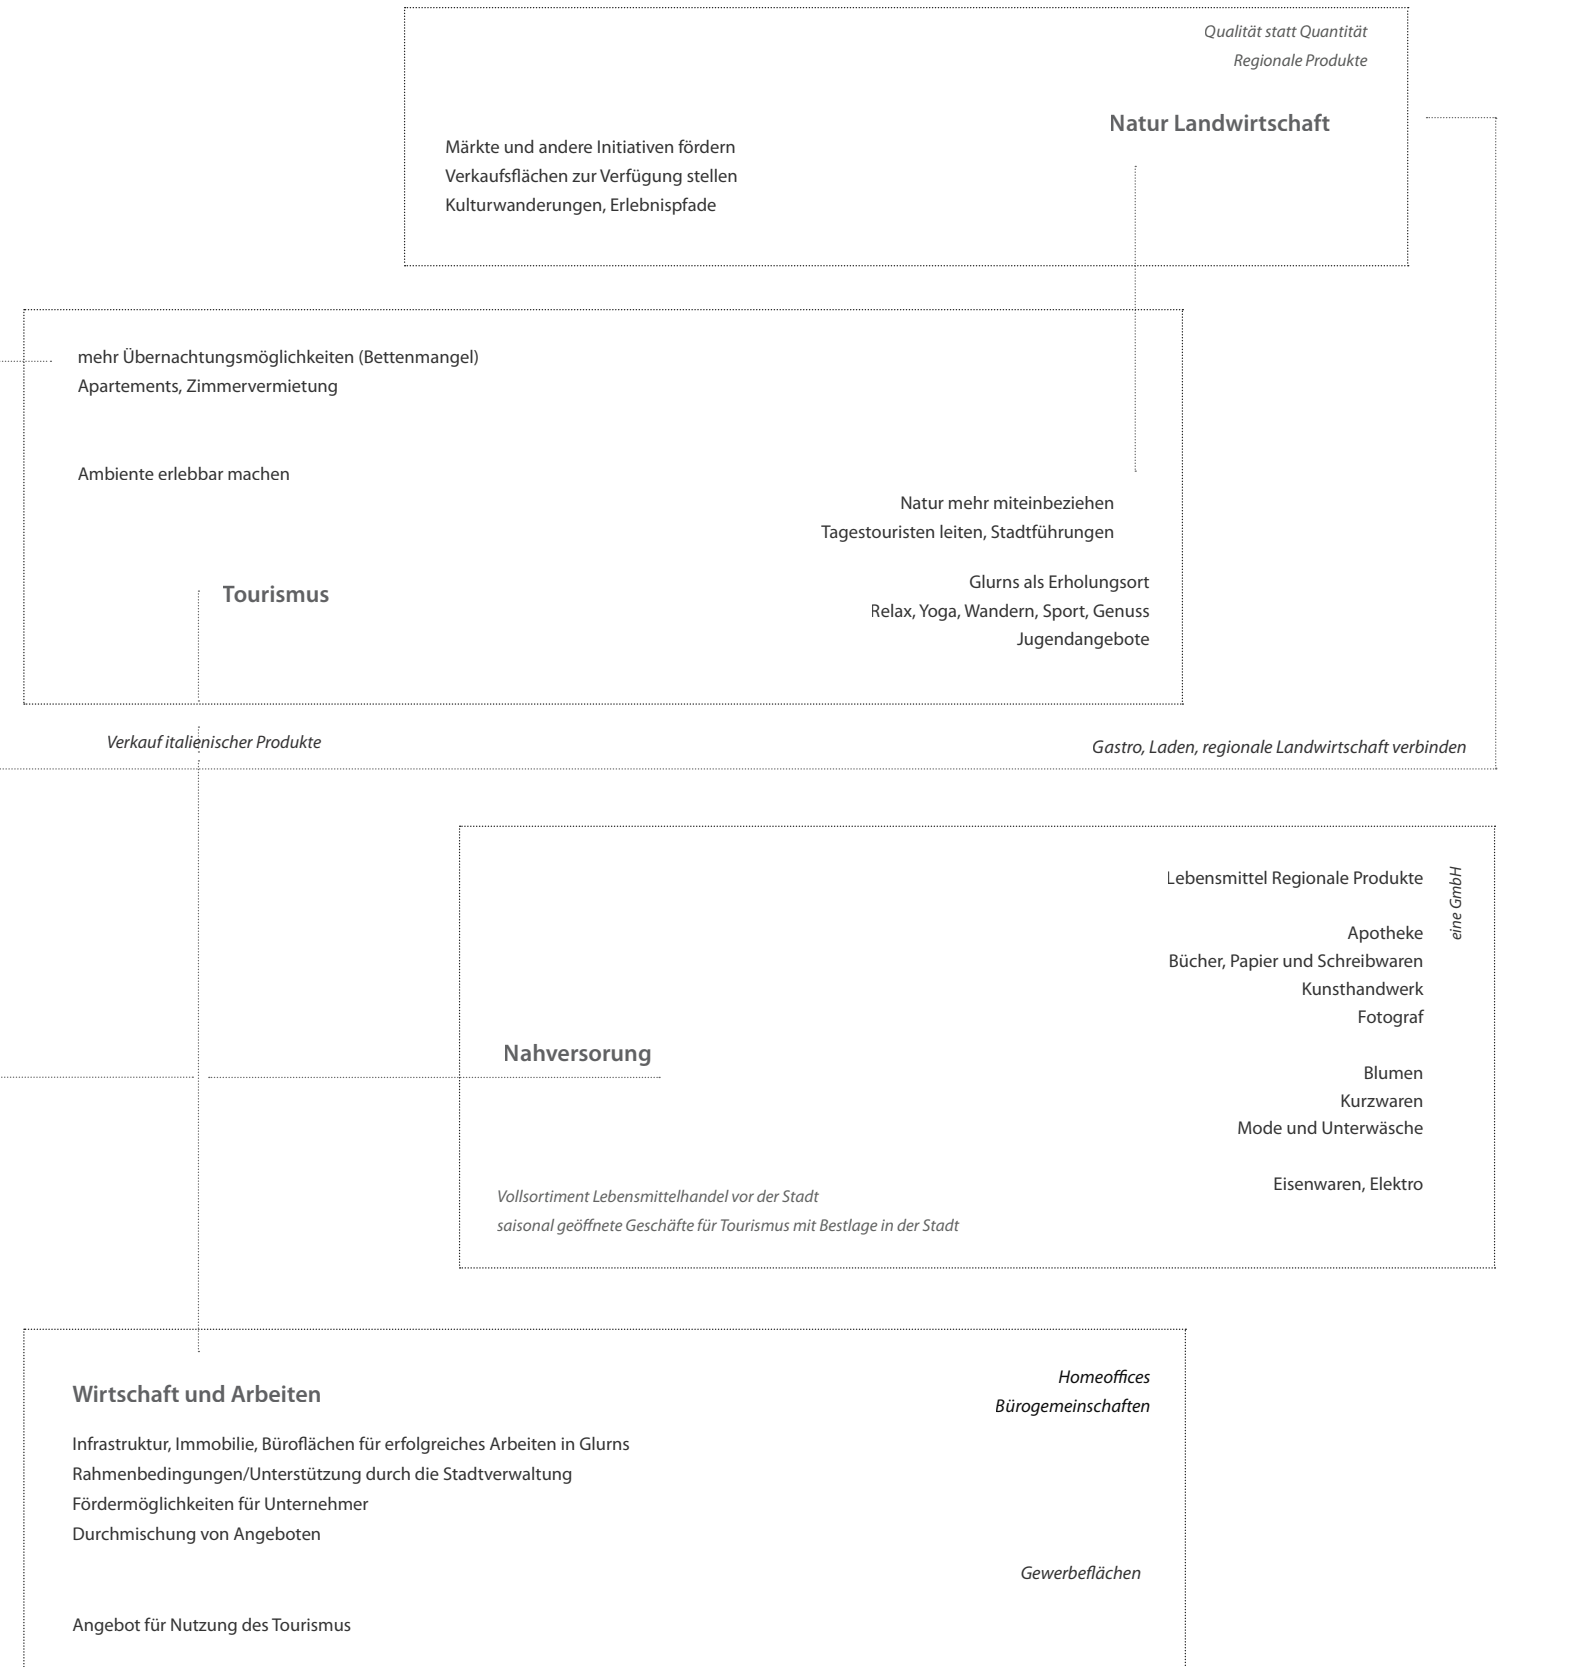 Qualität statt Quantität
Regionale Produkte
Natur Landwirtschaft
Märkte und andere Initiativen fördern
Verkaufsflächen zur Verfügung stellen
Kulturwanderungen, Erlebnispfade
mehr Übernachtungsmöglichkeiten (Bettenmangel)
Apartements, Zimmervermietung
Ambiente erlebbar machen
Natur mehr miteinbeziehen
Tagestouristen leiten, Stadtführungen
Tourismus
Glurns als Erholungsort
Relax, Yoga, Wandern, Sport, Genuss
Jugendangebote
Verkauf italienischer Produkte
Gastro, Laden, regionale Landwirtschaft verbinden
Lebensmittel Regionale Produkte
eine GmbH
Apotheke
Bücher, Papier und Schreibwaren
Kunsthandwerk
Fotograf
Nahversorung
Blumen
Kurzwaren
Mode und Unterwäsche
Eisenwaren, Elektro
Vollsortiment Lebensmittelhandel vor der Stadt
saisonal geöffnete Geschäfte für Tourismus mit Bestlage in der Stadt
Homeoffices
Bürogemeinschaften
Wirtschaft und Arbeiten
Infrastruktur, Immobilie, Büroflächen für erfolgreiches Arbeiten in Glurns
Rahmenbedingungen/Unterstützung durch die Stadtverwaltung
Fördermöglichkeiten für Unternehmer
Durchmischung von Angeboten
Gewerbeflächen
Angebot für Nutzung des Tourismus